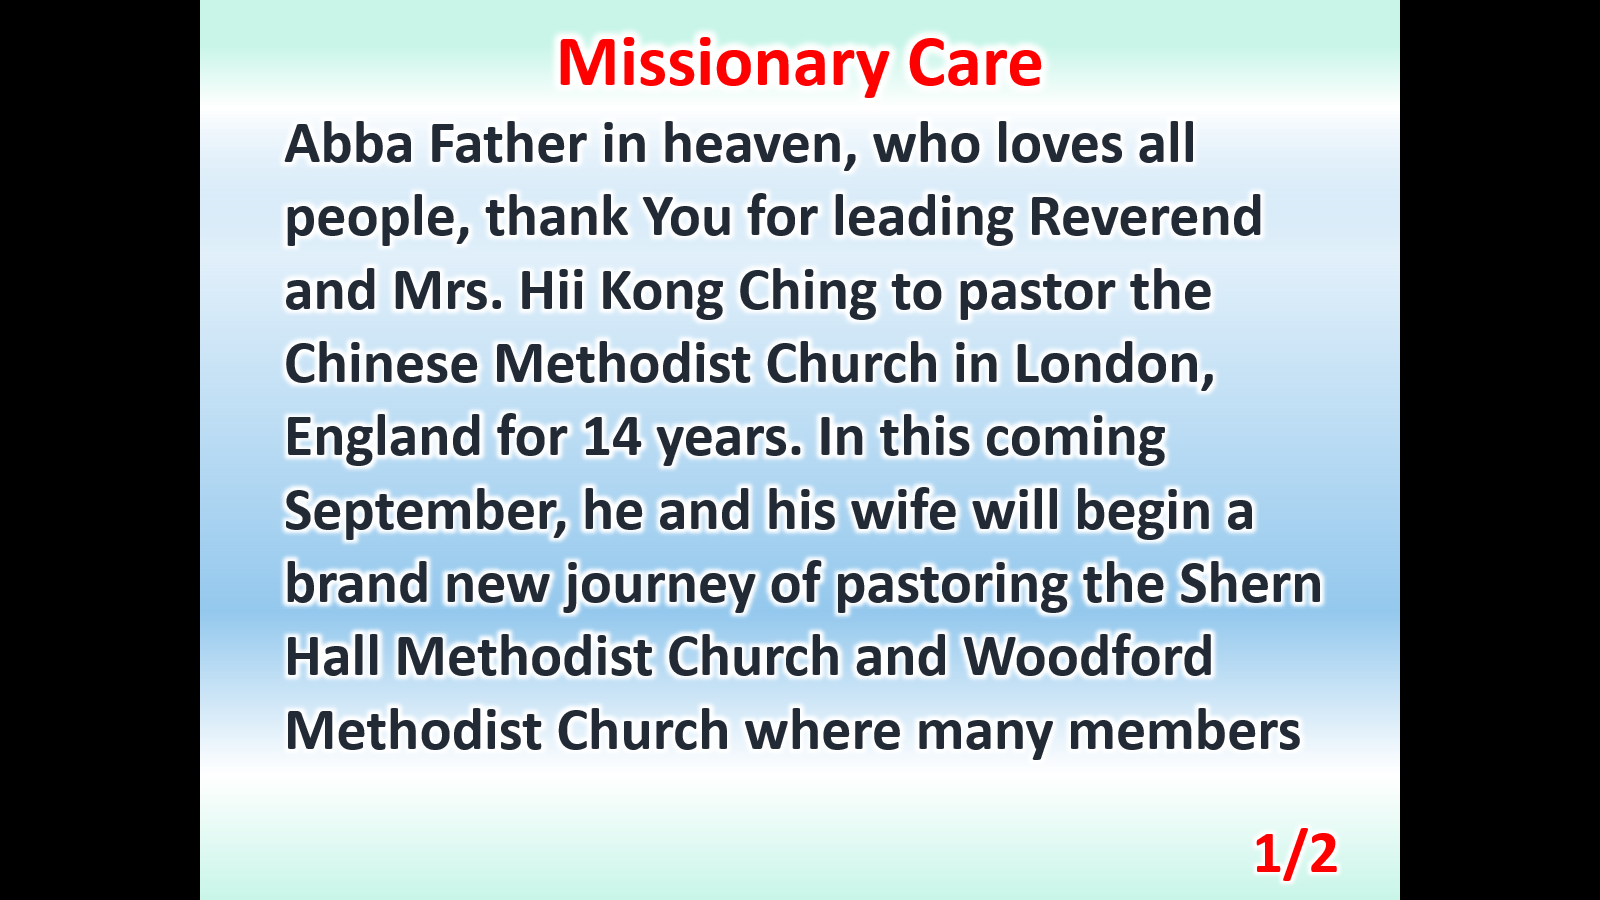 Missionary Care
Abba Father in heaven, who loves all
people, thank You for leading Reverend
and Mrs. Hii Kong Ching to pastor the
Chinese Methodist Church in London,
England for 14 years. In this coming
September, he and his wife will begin a
brand new journey of pastoring the Shern
Hall Methodist Church and Woodford
Methodist Church where many members
1/2